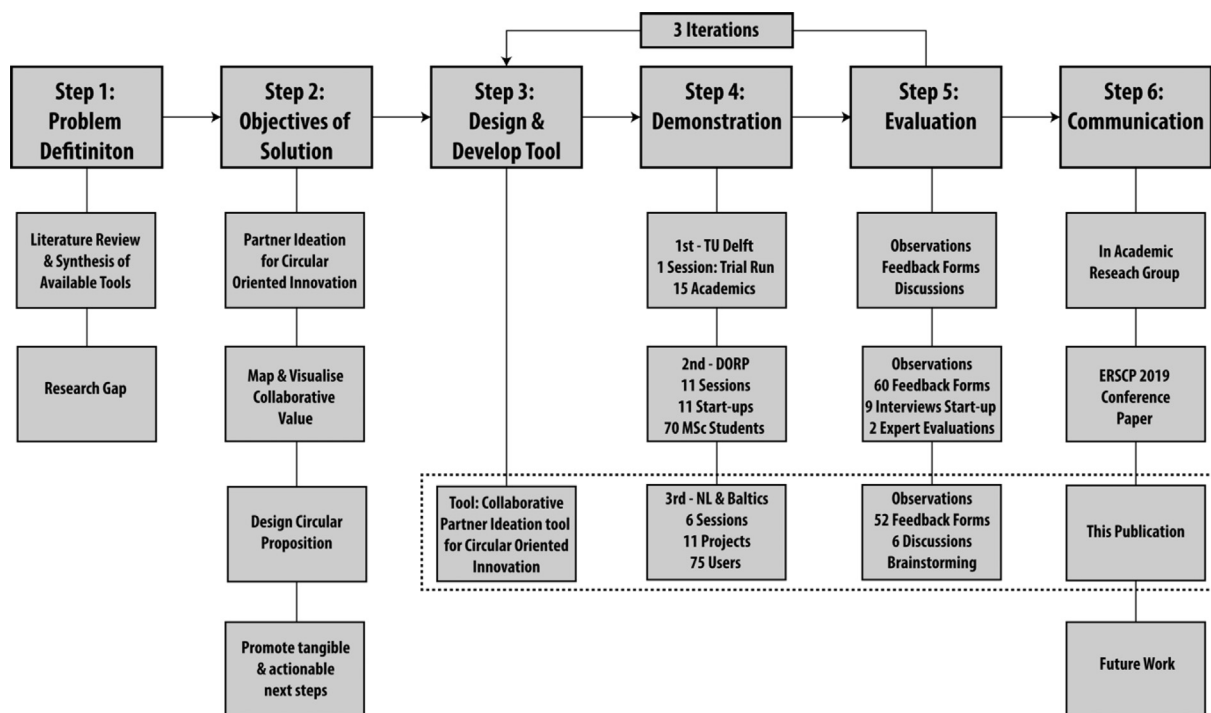 3 Iterations
Step 1:
Problem
Defitiniton
Step 2:
Objectives of
Solution
Step 3:
Design &
Develop Tool
Step 4:
Demonstration
Step 5:
Evaluation
Step 6:
Communication
Literature Review
& Synthesis of
Available Tools
Partner Ideation
for Circular
Oriented Innovation
1st - TU Delft
1 Session: Trial Run
15 Academics
Observations
Feedback Forms
Discussions
In Academic
Reseach Group
Research Gap
Map & Visualise
Collaborative
Value
2nd - DORP
11 Sessions
11 Start-ups
70 MSc Students
Observations
60 Feedback Forms
9 Interviews Start-up
2 Expert Evaluations
ERSCP 2019
Conference
Paper
Design Circular
Proposition
Tool: Collaborative
Partner Ideation tool
for Circular Oriented
Innovation
3rd - NL & Baltics
6 Sessions
11 Projects
75 Users
Observations
52 Feedback Forms
6 Discussions
Brainstorming
This Publication
Promote tangible
& actionable
next steps
Future Work